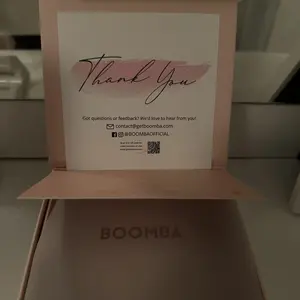 Thank You
Got questions or feedback? We'd love to hear from you!
contact@getboomba.com
@BOOMBAOFFICIAL
BOOMBA